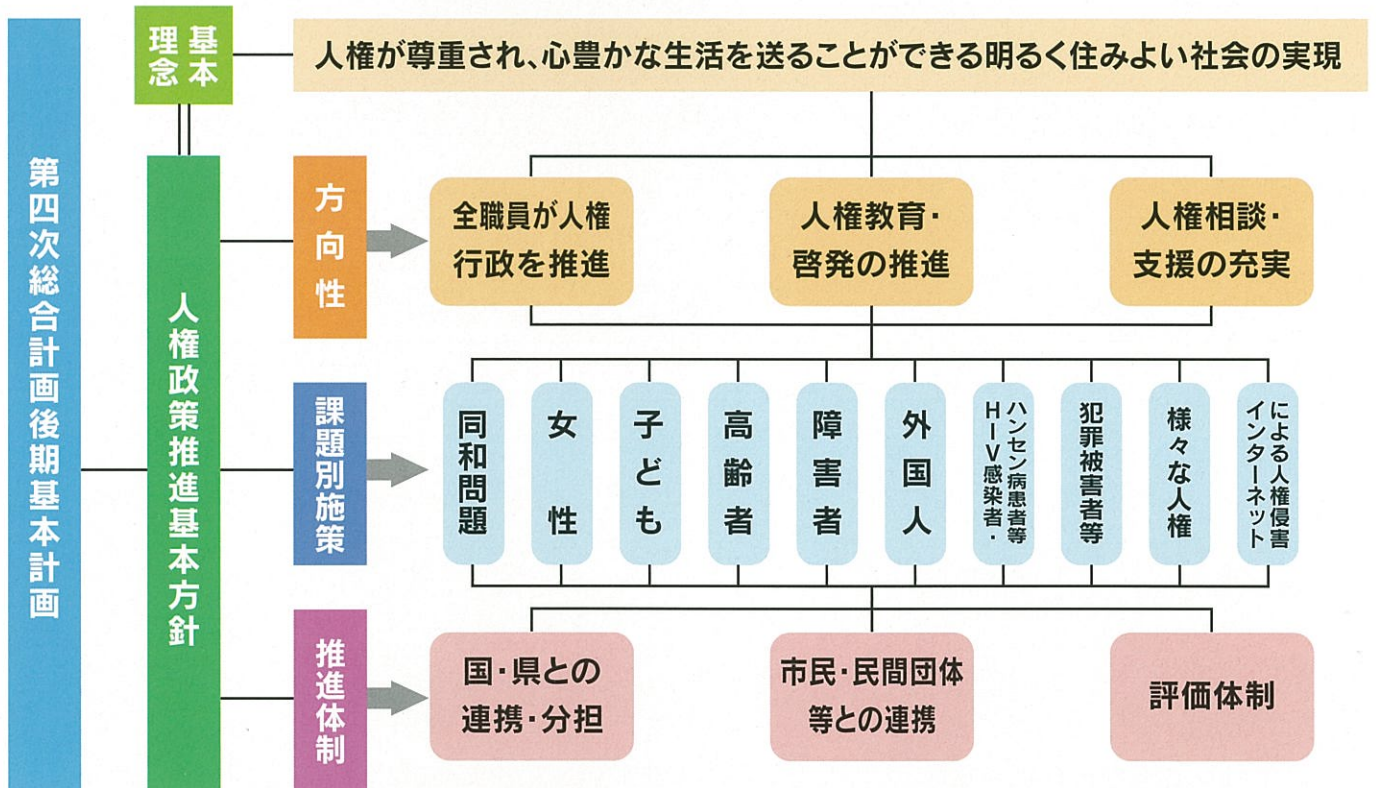 基本
理念
人権が尊重され、心豊かな生活を送ることができる明るく住みよい社会の実現
第四次総合計画後期基本計画
人権政策推進基本方針
方向性
全職員が人権
行政を推進
人権教育・
啓発の推進
人権相談・
支援の充実
課題別施策
同和問題
女性
子ども
高齢者
障害者
外国人
HIV感染者・
ハンセン病患者等
犯罪被害者等
様々な人権
インターネット
による人権侵害
推進体制
国・県との
連携・分担
市民・民間団体
等との連携
評価体制